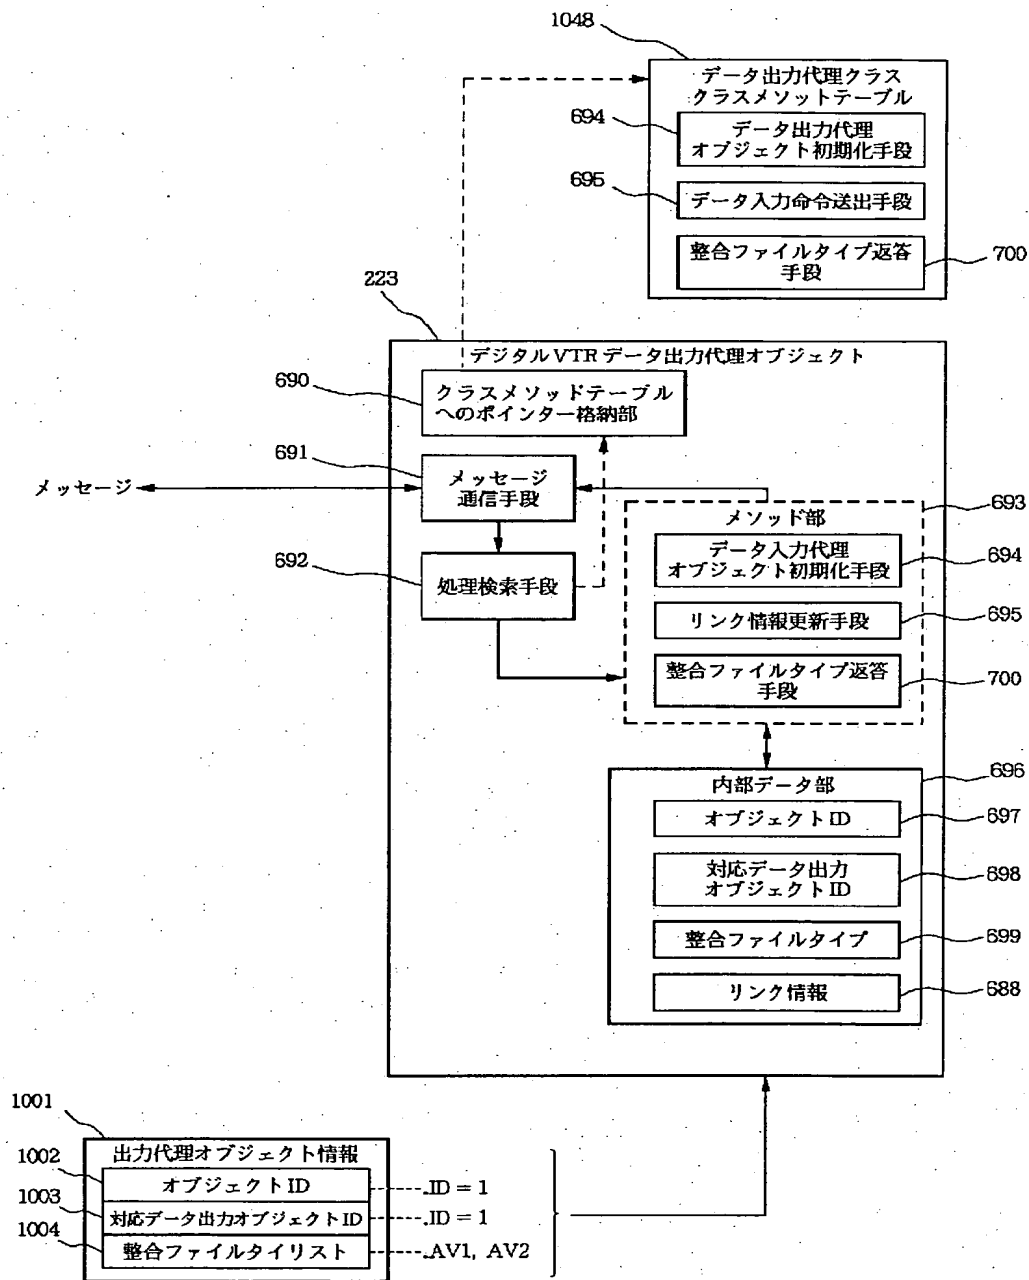 1048
データ出力代理クラス
クラスメソットテーブル
694
データ出力代理
オブジェクト初期化手段
695
データ入力命令送出手段
整合ファイルタイプ返答
手段
700
223
デジタルVTRデータ出力代理オブジェクト
690
クラスメソッドテーブル
へのポインター格納部
691
メッセージ
メッセージ
通信手段
692
処理検索手段
693
メソッド部
データ入力代理
オブジェクト初期化手段
694
リンク情報更新手段
695
整合ファイルタイプ返答
手段
700
696
内部データ部
オブジェクトID
697
対応データ出力
オブジェクトID
698
整合ファイルタイプ
699
リンク情報
688
1001
出力代理オブジェクト情報
1002
オブジェクトID
ID = 1
1003
対応データ出力オブジェクトID
ID = 1
1004
整合ファイルタイリスト
AV1, AV2